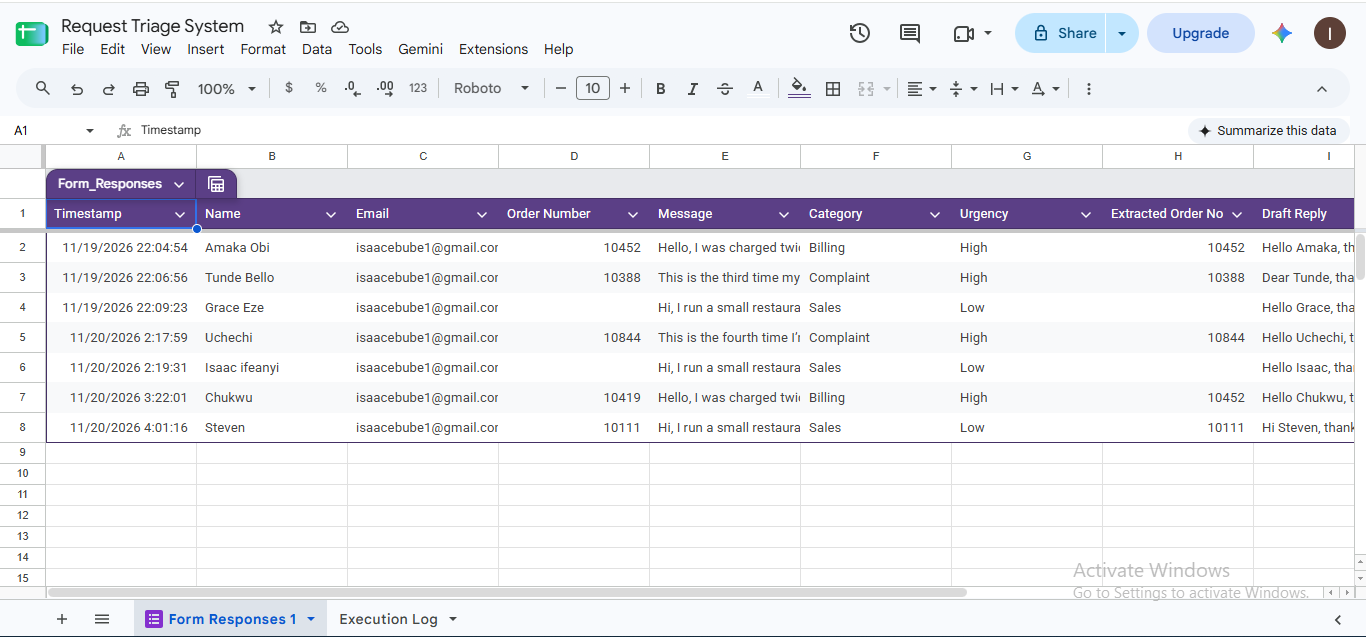 Request Triage System
File Edit View Insert Format Data Tools Gemini Extensions Help
Share
Upgrade
I
100% $ % .0 .00 123 Roboto 10 B I A
A1 fx Timestamp
Summarize this data
A B C D E F G H I
Form_Responses
1 Timestamp Name Email Order Number Message Category Urgency Extracted Order No Draft Reply
2 11/19/2026 22:04:54 Amaka Obi isaacebube1@gmail.cor 10452 Hello, I was charged twi Billing High 10452 Hello Amaka, th
3 11/19/2026 22:06:56 Tunde Bello isaacebube1@gmail.cor 10388 This is the third time my Complaint High 10388 Dear Tunde, tha
4 11/19/2026 22:09:23 Grace Eze isaacebube1@gmail.cor Hi, I run a small restaura Sales Low Hello Grace, tha
5 11/20/2026 2:17:59 Uchechi isaacebube1@gmail.cor 10844 This is the fourth time I'ı Complaint High 10844 Hello Uchechi, t
6 11/20/2026 2:19:31 Isaac ifeanyi isaacebube1@gmail.cor Hi, I run a small restaura Sales Low Hello Isaac, tha
7 11/20/2026 3:22:01 Chukwu isaacebube1@gmail.cor 10419 Hello, I was charged twi Billing High 10452 Hello Chukwu, t
8 11/20/2026 4:01:16 Steven isaacebube1@gmail.cor 10111 Hi, I run a small restaura Sales Low 10111 Hi Steven, thank
9
10
11
12
13
14
15
Activate Windows
Go to Settings to activate Windows.
Form Responses 1 Execution Log